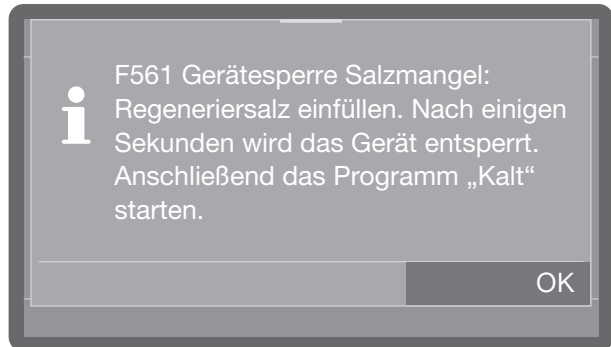 F561 Gerätesperre Salzmangel:
Regeneriersalz einfüllen. Nach einigen
Sekunden wird das Gerät entsperrt.
Anschließend das Programm „Kalt“
starten.
OK